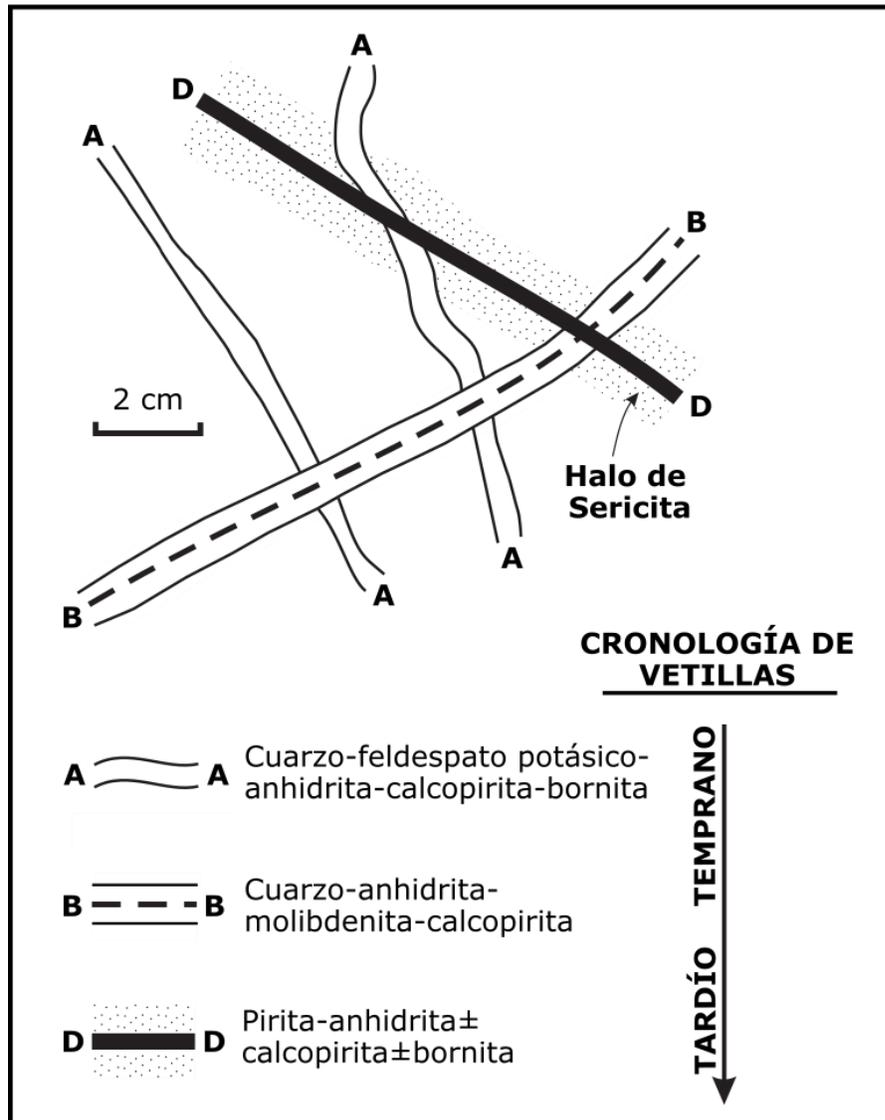 A
D
A
B
2 cm
D
Halo de
Sericita
A
A
B
CRONOLOGÍA DE
VETILLAS
A A Cuarzo-feldespato potásico-
anhidrita-calcopirita-bornita
B B Cuarzo-anhidrita-
molibdenita-calcopirita
D D Pirita-anhidrita±
calcopirita±bornita
TEMPRANO
TARDÍO